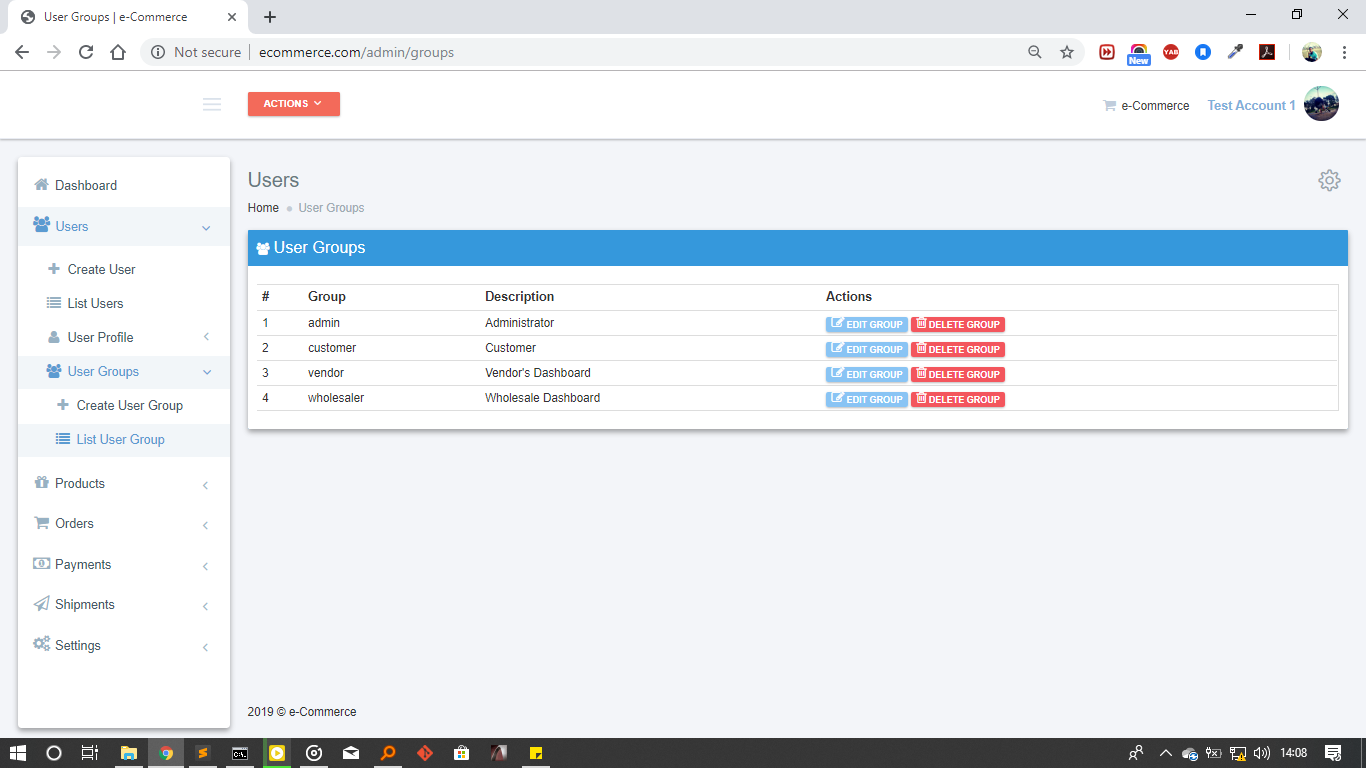 User Groups | e-Commerce
Not secure | ecommerce.com/admin/groups
YAB
New
ACTIONS
e-Commerce Test Account 1
Dashboard
Users
Create User
List Users
User Profile
User Groups
Create User Group
List User Group
Products
Orders
Payments
Shipments
Settings
Users
Home User Groups
User Groups
# Group Description Actions
1 admin Administrator EDIT GROUP DELETE GROUP
2 customer Customer EDIT GROUP DELETE GROUP
3 vendor Vendor's Dashboard EDIT GROUP DELETE GROUP
4 wholesaler Wholesale Dashboard EDIT GROUP DELETE GROUP
2019 © e-Commerce
14:08